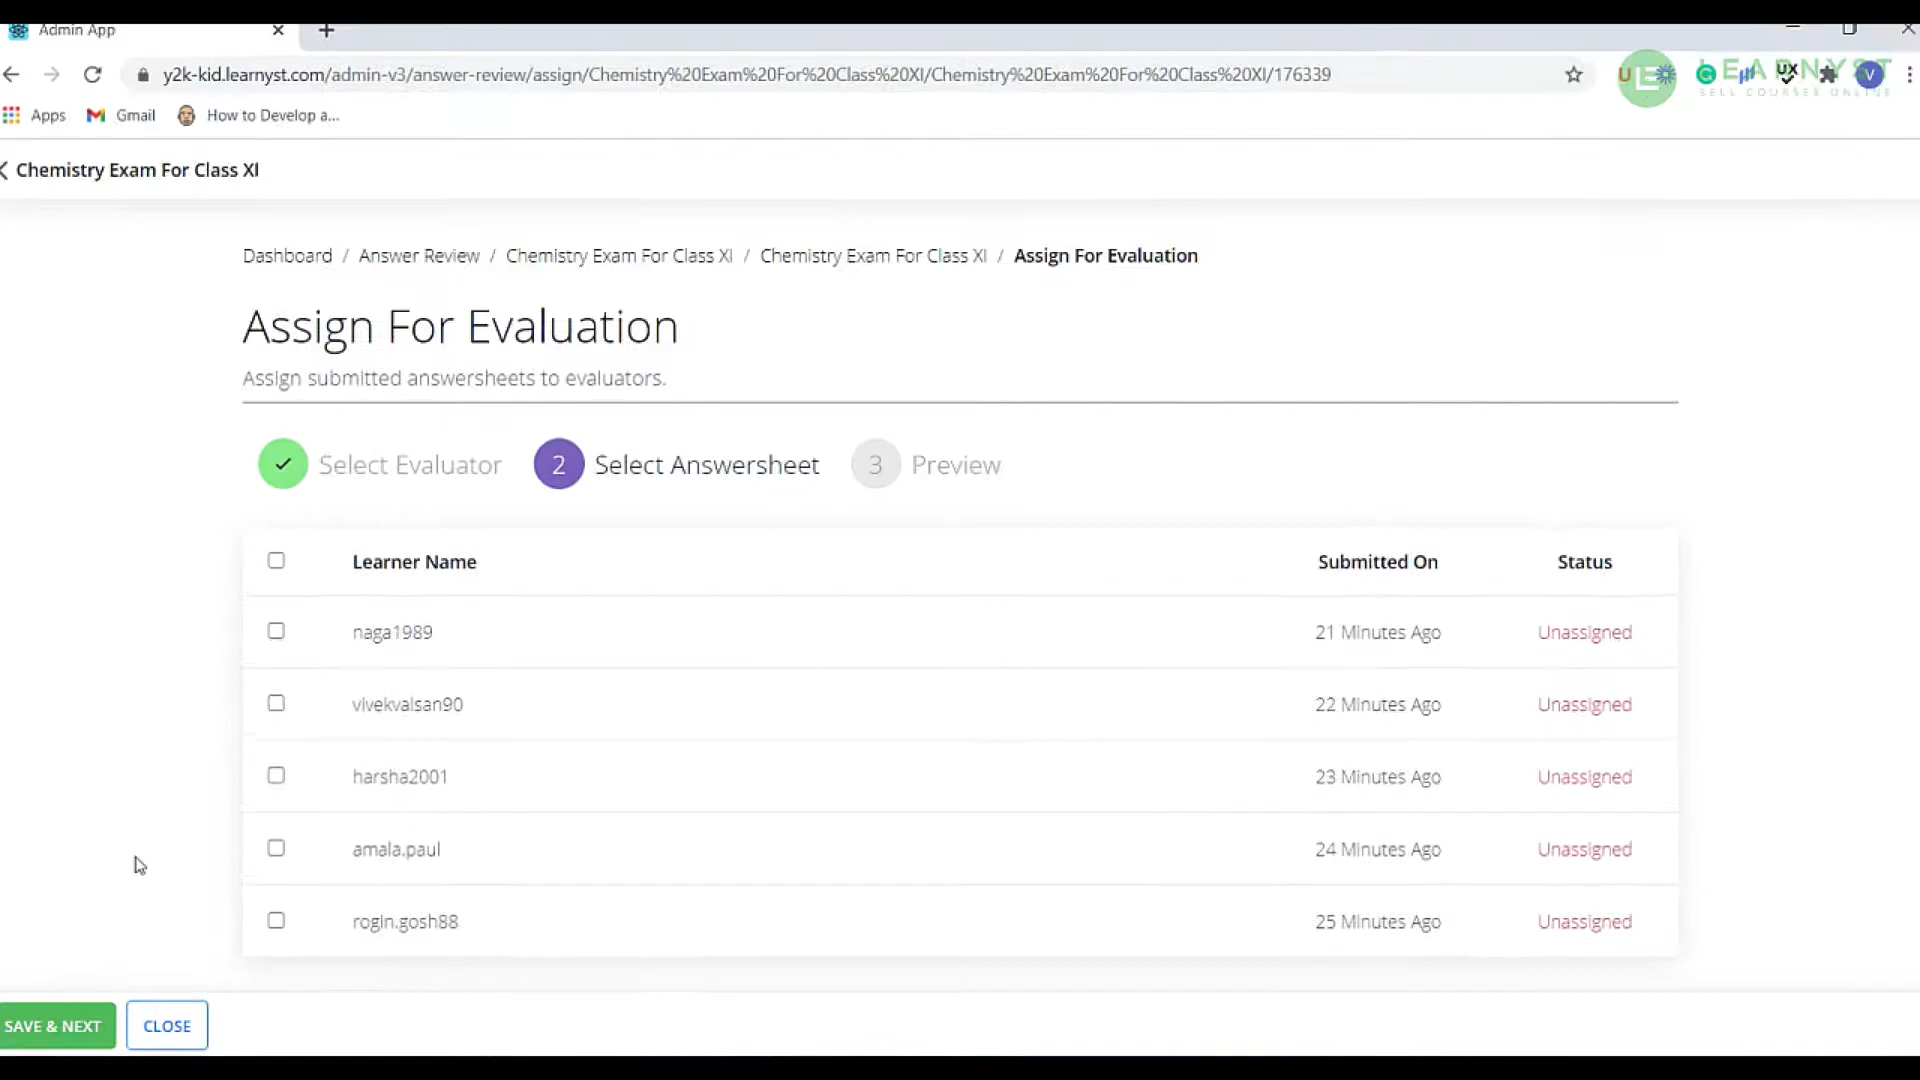 Admin App
y2k-kid.learnyst.com/admin-v3/answer-review/assign/Chemistry%20Exam%20For%20Class%20XI/Chemistry%20Exam%20For%20Class%20XI/176339
LEARNYST
SELL COURSES ONLINE
Apps Gmail How to Develop a...
Chemistry Exam For Class XI
Dashboard / Answer Review / Chemistry Exam For Class XI / Chemistry Exam For Class XI / Assign For Evaluation
Assign For Evaluation
Assign submitted answersheets to evaluators.
Select Evaluator 2 Select Answersheet 3 Preview
Learner Name Submitted On Status
naga1989 21 Minutes Ago Unassigned
vivekvalsan90 22 Minutes Ago Unassigned
harsha2001 23 Minutes Ago Unassigned
amala.paul 24 Minutes Ago Unassigned
rogin.gosh88 25 Minutes Ago Unassigned
SAVE & NEXT CLOSE